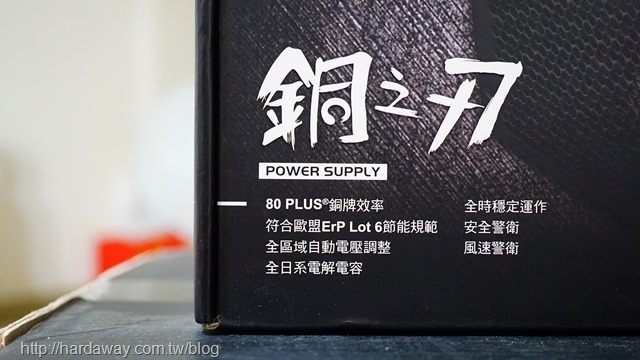 銅之刃
POWER SUPPLY
80 PLUS®銅牌效率
符合歐盟ErP Lot 6節能規範
全區域自動電壓調整
全日系電解電容
全時穩定運作
安全警衛
風速警衛
http://hardaway.com.tw/blog